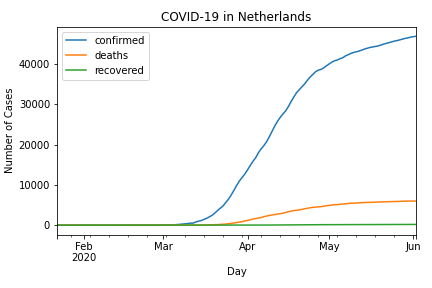 COVID-19 in Netherlands
confirmed
deaths
recovered
Number of Cases
40000
30000
20000
10000
0
Feb
2020
Mar
Apr
May
Jun
Day